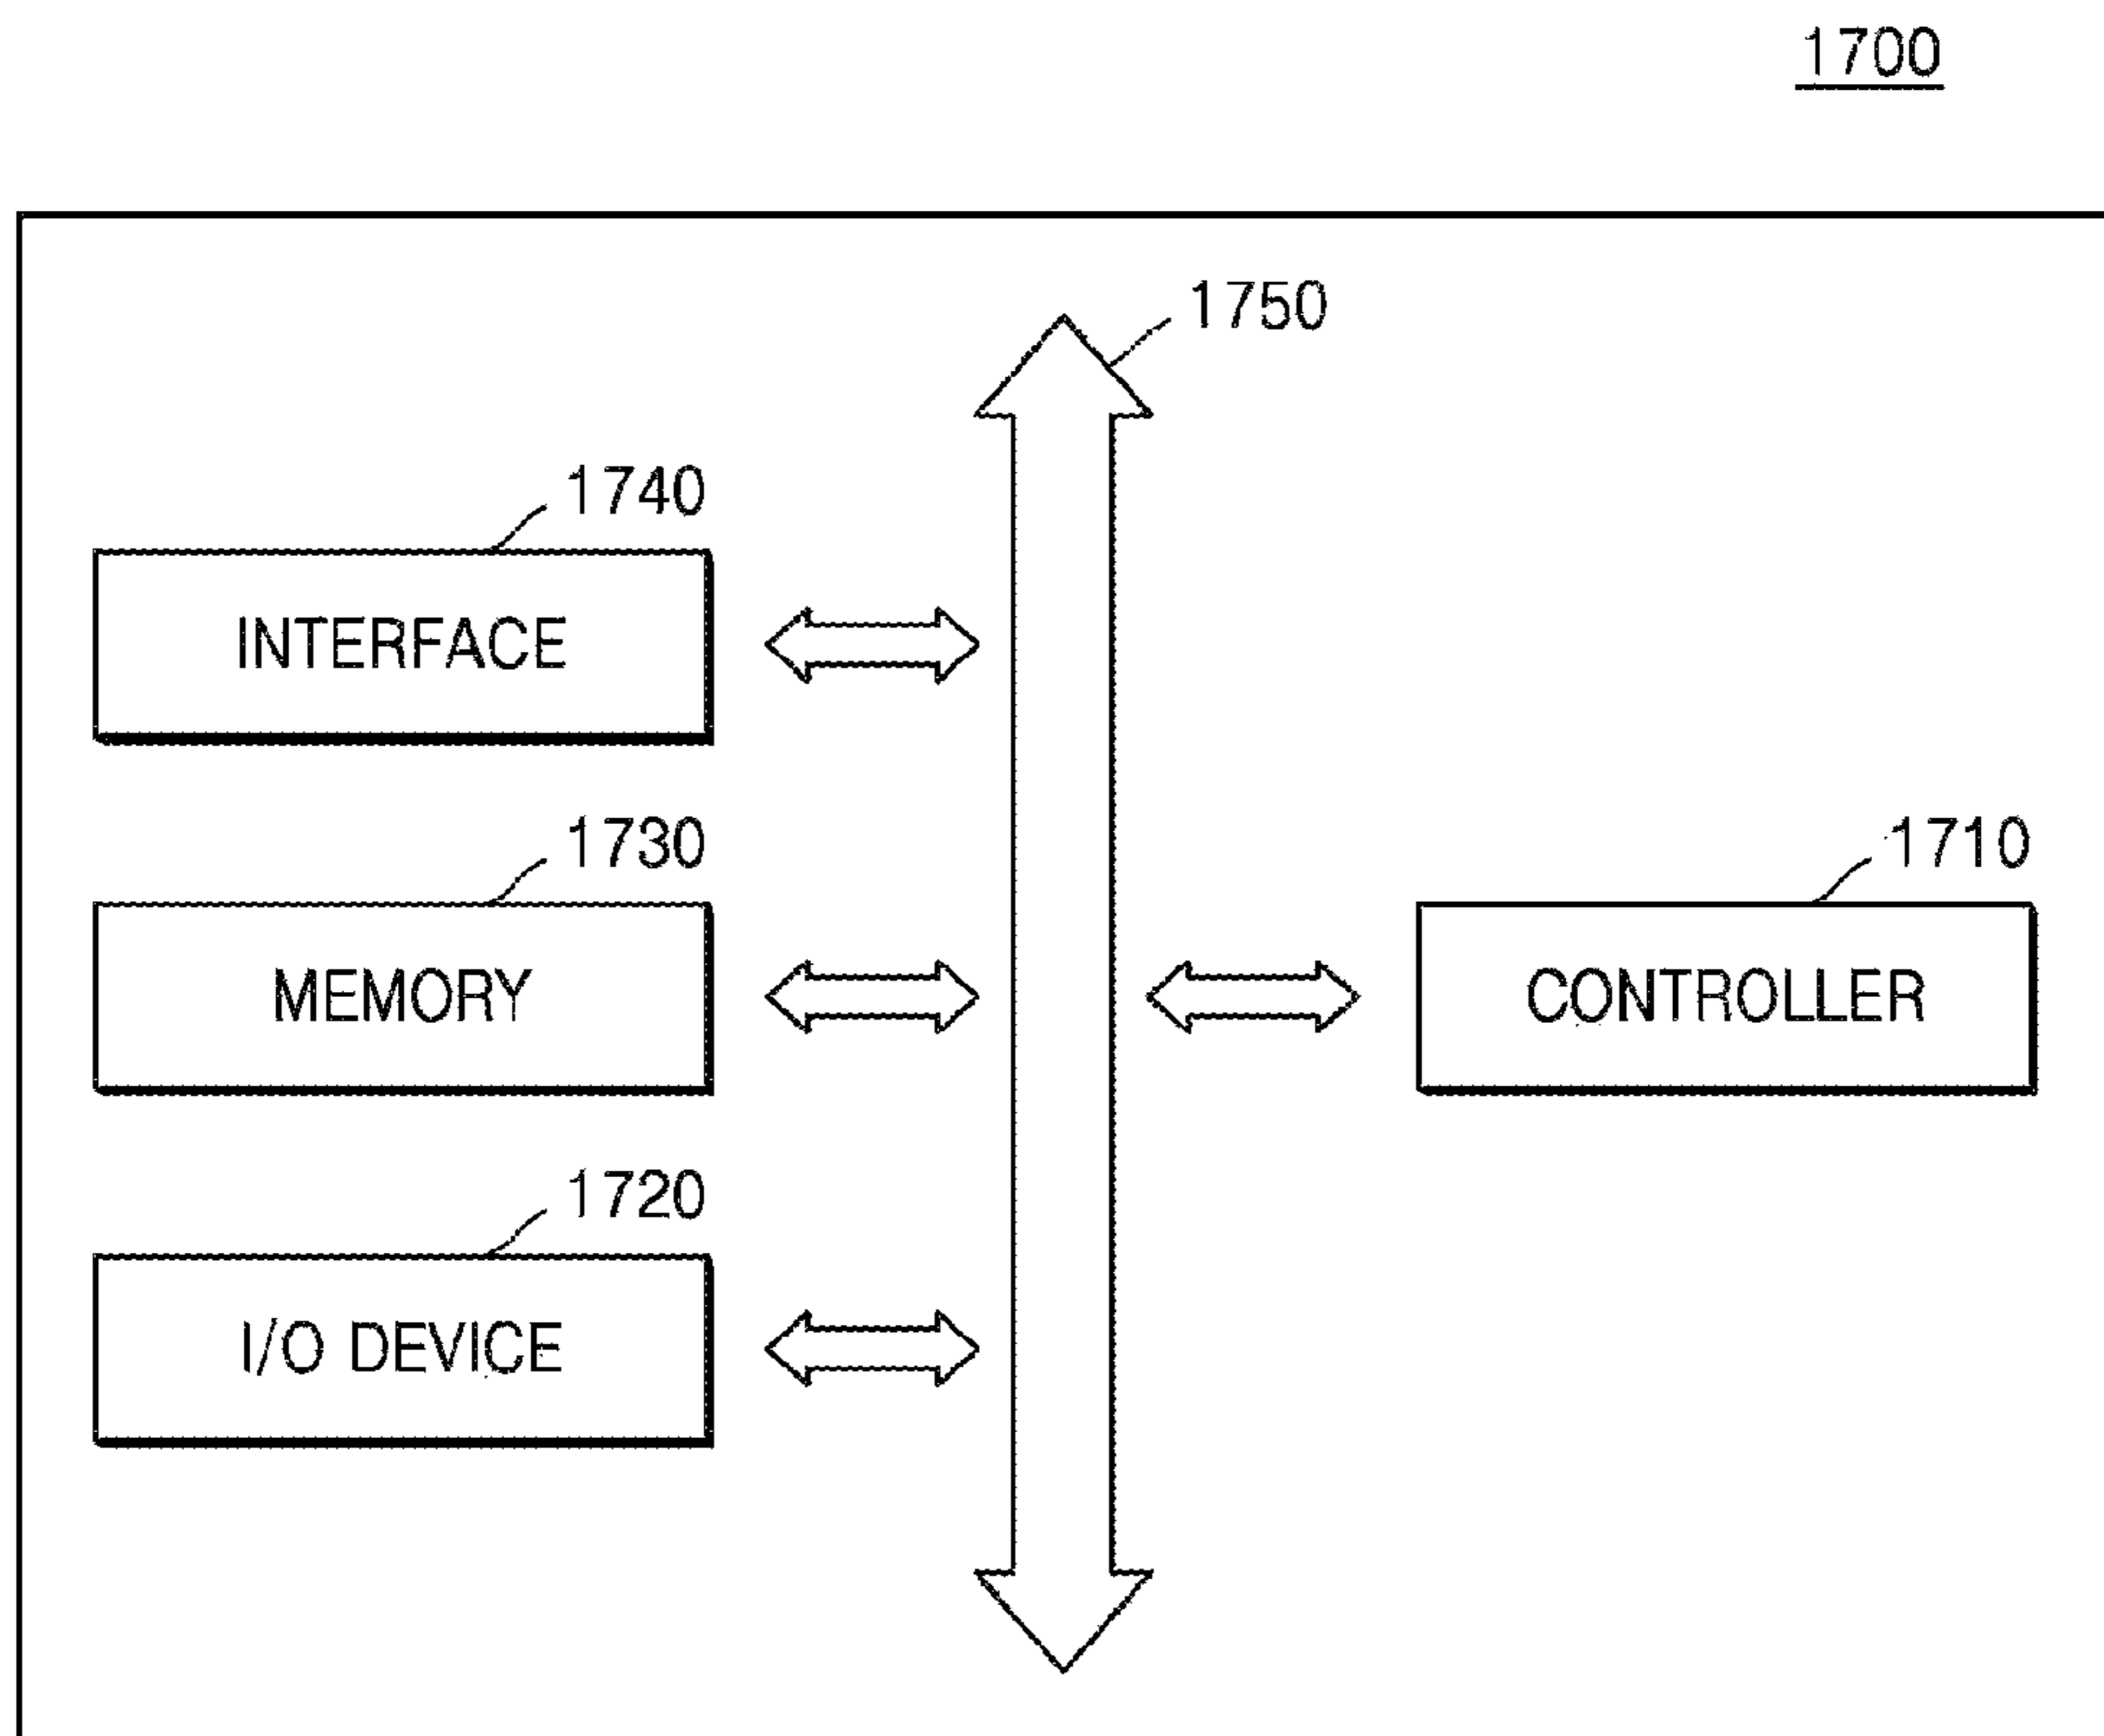 1700
1750
1740
INTERFACE
1730
1710
MEMORY
CONTROLLER
1720
I/O DEVICE